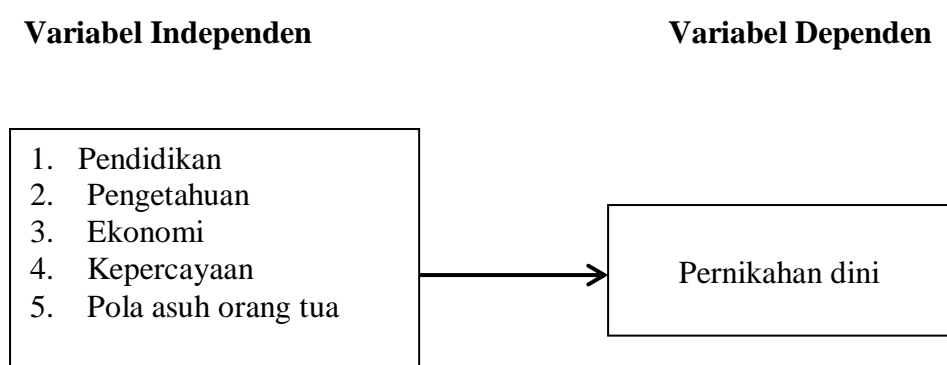 Variabel Independen
Variabel Dependen
1. Pendidikan
2. Pengetahuan
3. Ekonomi
4. Kepercayaan
5. Pola asuh orang tua
Pernikahan dini